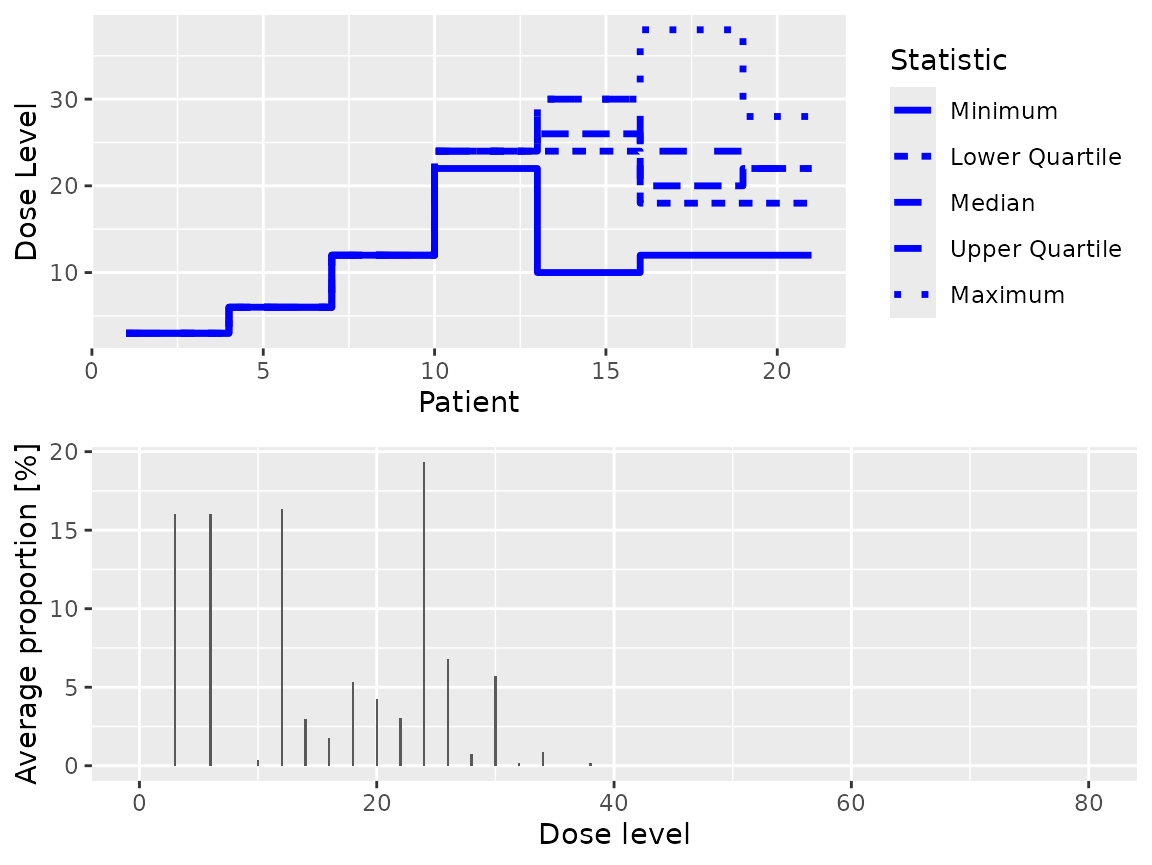 Dose Level
30
20
10
0 5 10 15 20
Patient
Statistic
Minimum
Lower Quartile
Median
Upper Quartile
Maximum
Average proportion [%]
20
15
10
5
0
0 20 40 60 80
Dose level